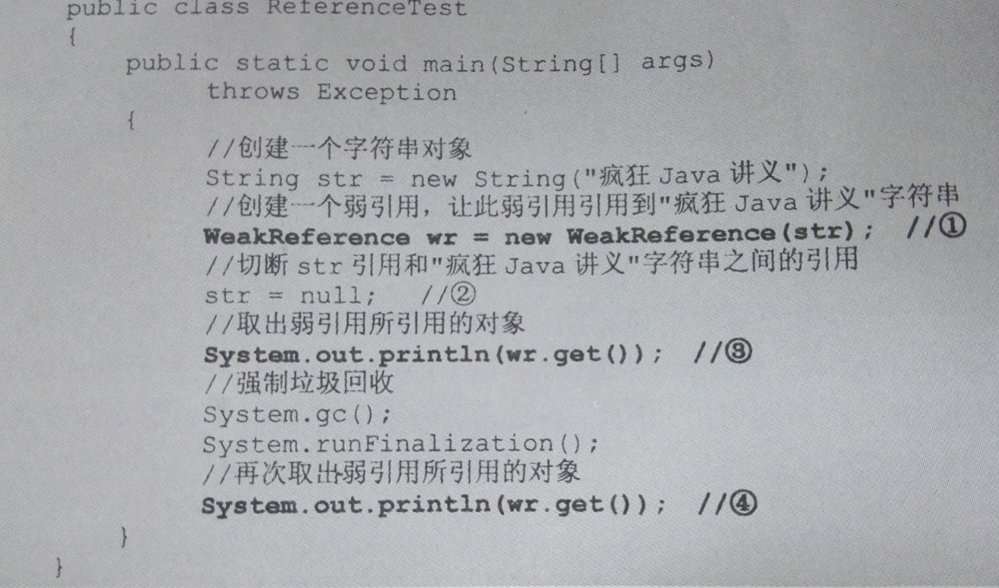 public class ReferenceTest
{
public static void main(String[] args)
throws Exception
{
//创建一个字符串对象
String str = new String("疯狂 Java 讲义");
//创建一个弱引用，让此弱引用引用到"疯狂 Java 讲义"字符串
WeakReference wr = new WeakReference(str); //①
//切断 str 引用和"疯狂 Java 讲义"字符串之间的引用
str = null; //②
//取出弱引用所引用的对象
System.out.println(wr.get()); //③
//强制垃圾回收
System.gc();
System.runFinalization();
//再次取出弱引用所引用的对象
System.out.println(wr.get()); //④
}
}